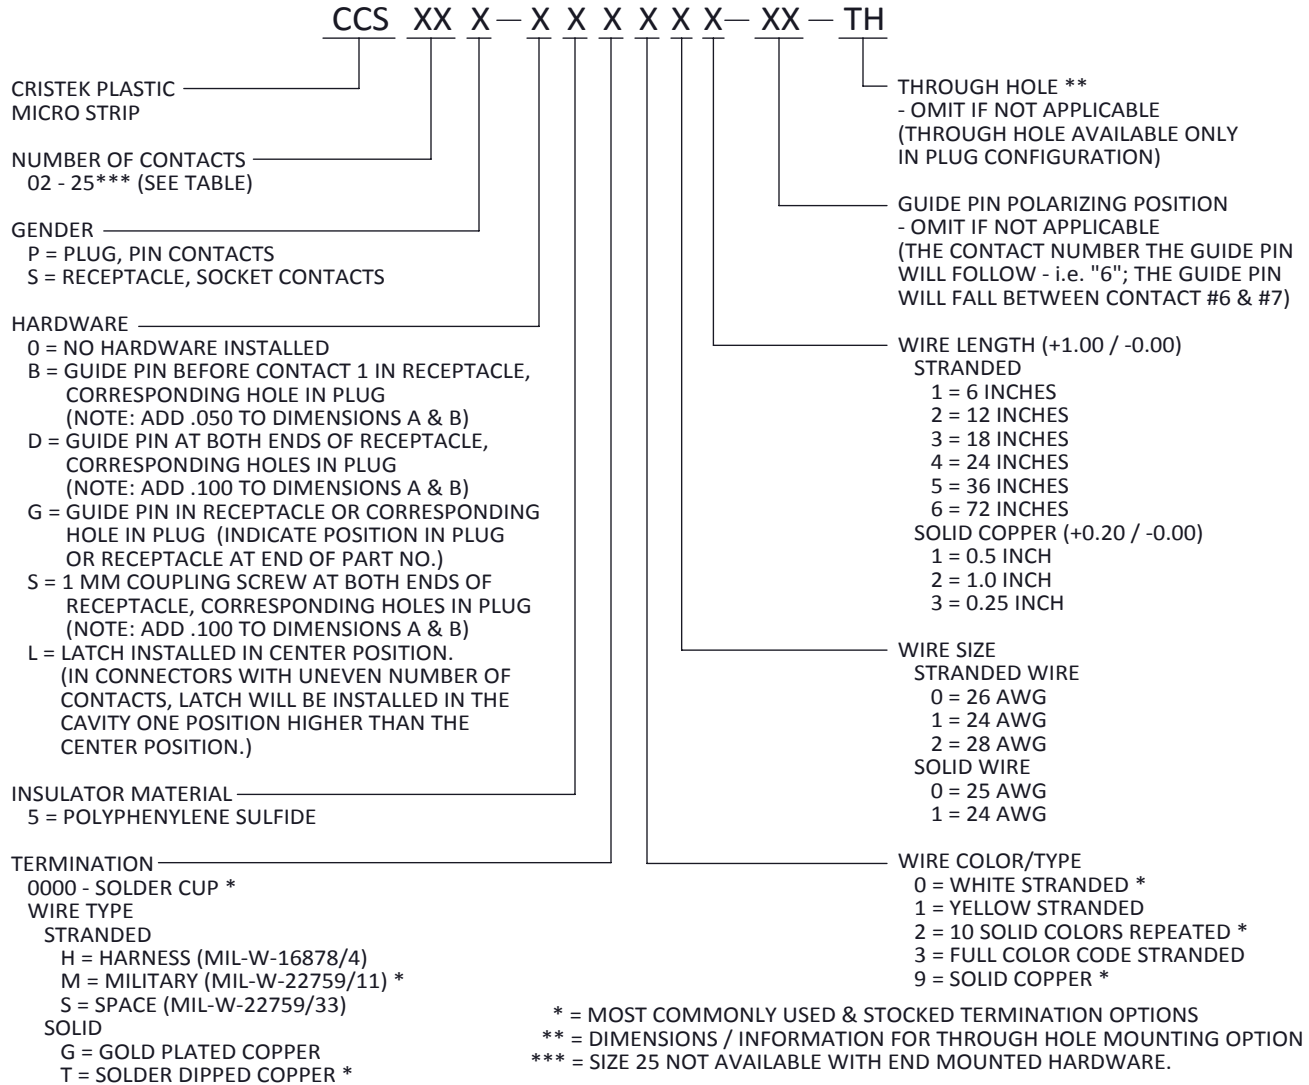 CCS XX X — X X X X X X — XX — TH
CRISTEK PLASTIC
MICRO STRIP
NUMBER OF CONTACTS
02 - 25*** (SEE TABLE)
GENDER
P = PLUG, PIN CONTACTS
S = RECEPTACLE, SOCKET CONTACTS
HARDWARE
0 = NO HARDWARE INSTALLED
B = GUIDE PIN BEFORE CONTACT 1 IN RECEPTACLE,
CORRESPONDING HOLE IN PLUG
(NOTE: ADD .050 TO DIMENSIONS A & B)
D = GUIDE PIN AT BOTH ENDS OF RECEPTACLE,
CORRESPONDING HOLES IN PLUG
(NOTE: ADD .100 TO DIMENSIONS A & B)
G = GUIDE PIN IN RECEPTACLE OR CORRESPONDING
HOLE IN PLUG (INDICATE POSITION IN PLUG
OR RECEPTACLE AT END OF PART NO.)
S = 1 MM COUPLING SCREW AT BOTH ENDS OF
RECEPTACLE, CORRESPONDING HOLES IN PLUG
(NOTE: ADD .100 TO DIMENSIONS A & B)
L = LATCH INSTALLED IN CENTER POSITION.
(IN CONNECTORS WITH UNEVEN NUMBER OF
CONTACTS, LATCH WILL BE INSTALLED IN THE
CAVITY ONE POSITION HIGHER THAN THE
CENTER POSITION.)
INSULATOR MATERIAL
5 = POLYPHENYLENE SULFIDE
TERMINATION
0000 - SOLDER CUP *
WIRE TYPE
STRANDED
H = HARNESS (MIL-W-16878/4)
M = MILITARY (MIL-W-22759/11) *
S = SPACE (MIL-W-22759/33)
SOLID
G = GOLD PLATED COPPER
T = SOLDER DIPPED COPPER *
THROUGH HOLE **
- OMIT IF NOT APPLICABLE
(THROUGH HOLE AVAILABLE ONLY
IN PLUG CONFIGURATION)
GUIDE PIN POLARIZING POSITION
- OMIT IF NOT APPLICABLE
(THE CONTACT NUMBER THE GUIDE PIN
WILL FOLLOW - i.e. "6"; THE GUIDE PIN
WILL FALL BETWEEN CONTACT #6 & #7)
WIRE LENGTH (+1.00 / -0.00)
STRANDED
1 = 6 INCHES
2 = 12 INCHES
3 = 18 INCHES
4 = 24 INCHES
5 = 36 INCHES
6 = 72 INCHES
SOLID COPPER (+0.20 / -0.00)
1 = 0.5 INCH
2 = 1.0 INCH
3 = 0.25 INCH
WIRE SIZE
STRANDED WIRE
0 = 26 AWG
1 = 24 AWG
2 = 28 AWG
SOLID WIRE
0 = 25 AWG
1 = 24 AWG
WIRE COLOR/TYPE
0 = WHITE STRANDED *
1 = YELLOW STRANDED
2 = 10 SOLID COLORS REPEATED *
3 = FULL COLOR CODE STRANDED
9 = SOLID COPPER *
* = MOST COMMONLY USED & STOCKED TERMINATION OPTIONS
** = DIMENSIONS / INFORMATION FOR THROUGH HOLE MOUNTING OPTION
*** = SIZE 25 NOT AVAILABLE WITH END MOUNTED HARDWARE.